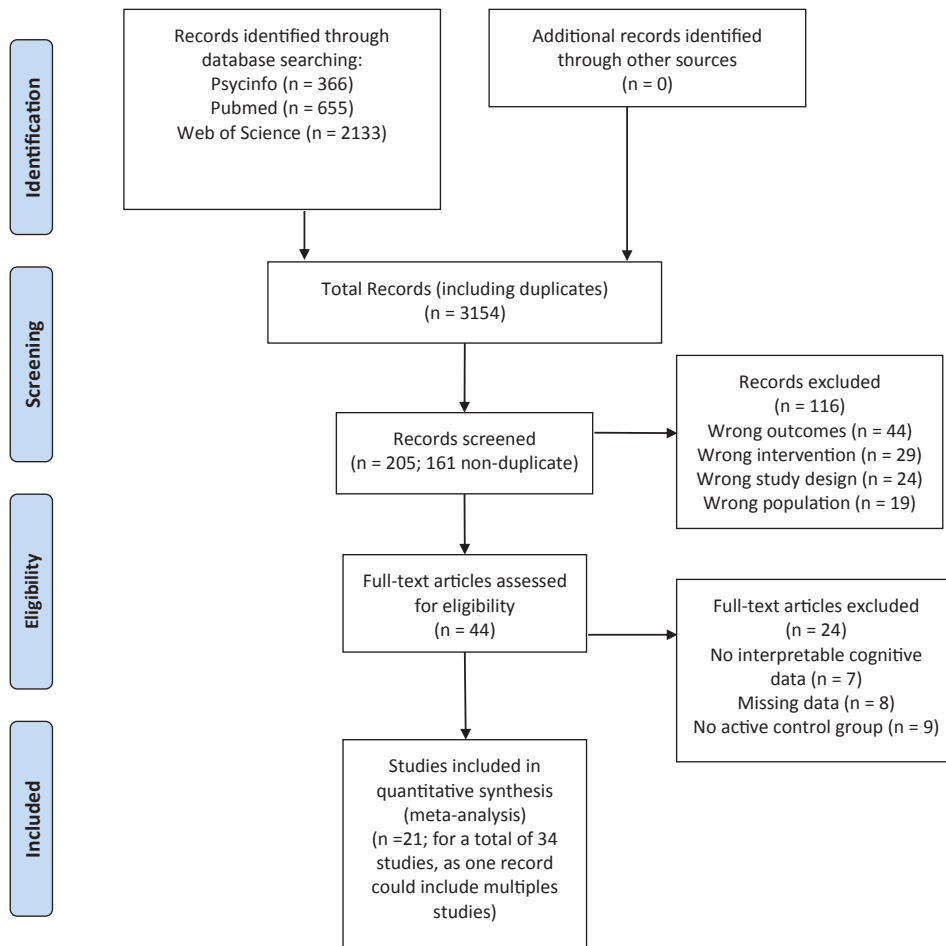 Identification
Records identified through
database searching:
Psycinfo (n = 366)
Pubmed (n = 655)
Web of Science (n = 2133)
Additional records identified
through other sources
(n = 0)
Screening
Total Records (including duplicates)
(n = 3154)
Records screened
(n = 205; 161 non-duplicate)
Records excluded
(n = 116)
Wrong outcomes (n = 44)
Wrong intervention (n = 29)
Wrong study design (n = 24)
Wrong population (n = 19)
Eligibility
Full-text articles assessed
for eligibility
(n = 44)
Full-text articles excluded
(n = 24)
No interpretable cognitive
data (n = 7)
Missing data (n = 8)
No active control group (n = 9)
Included
Studies included in
quantitative synthesis
(meta-analysis)
(n =21; for a total of 34
studies, as one record
could include multiples
studies)